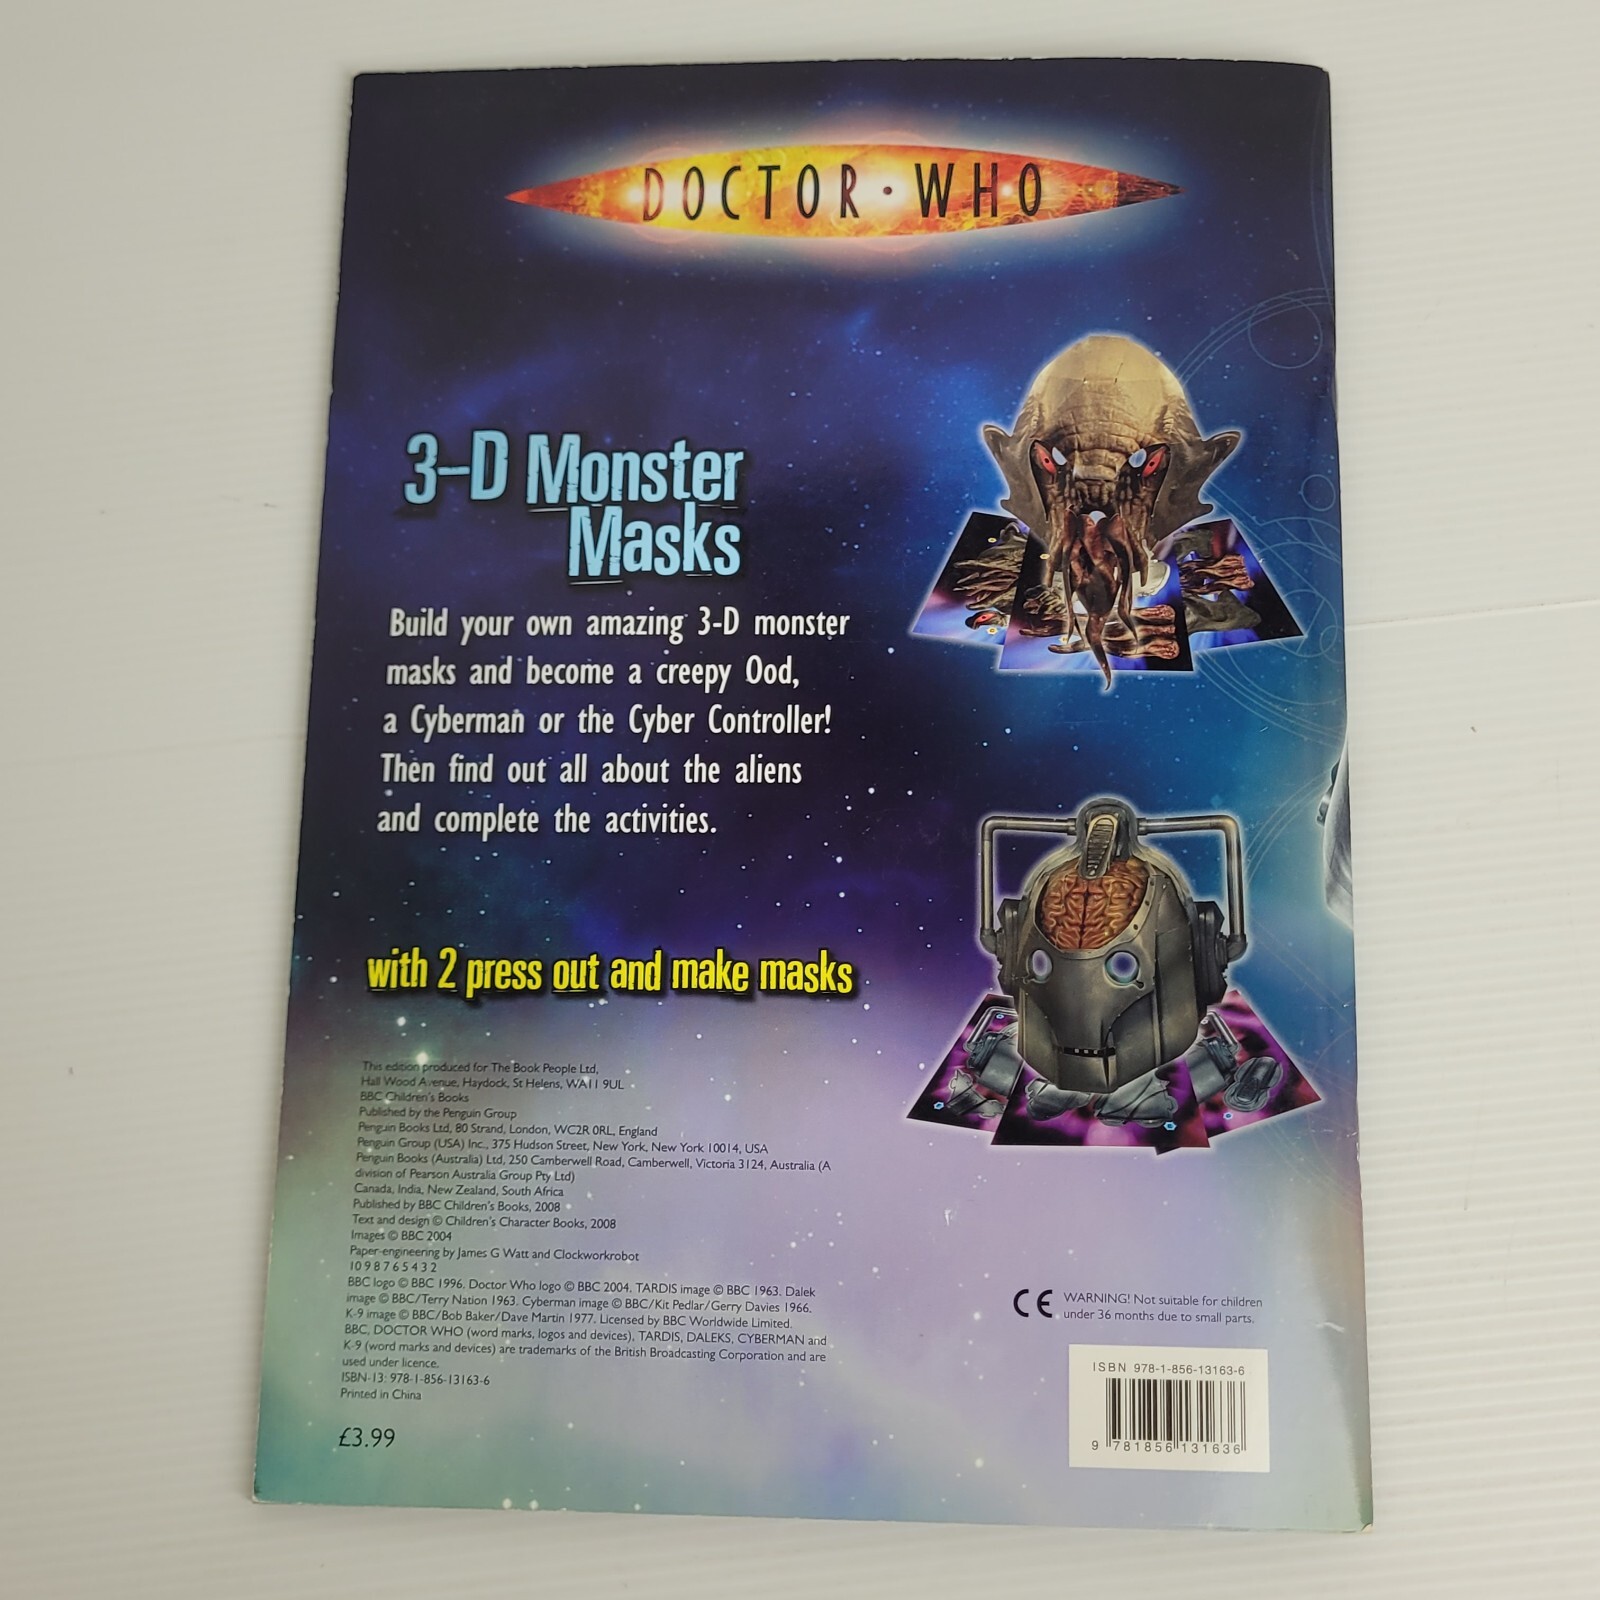 DOCTOR·WHO
3-D Monster
Masks
Build your own amazing 3-D monster
masks and become a creepy Ood,
a Cyberman or the Cyber Controller!
Then find out all about the aliens
and complete the activities.
with 2 press out and make masks
This edition produced for The Book People Ltd,
Hall Wood Avenue, Haydock, St Helens, WA11 9UL
BBC Children's Books
Published by the Penguin Group
Penguin Books Ltd, 80 Strand, London, WC2R 0RL, England
Penguin Group (USA) Inc., 375 Hudson Street, New York, New York 10014, USA
Penguin Books (Australia) Ltd, 250 Camberwell Road, Camberwell, Victoria 3124, Australia (A
division of Pearson Australia Group Pty Ltd)
Canada, India, New Zealand, South Africa
Published by BBC Children's Books, 2008
Text and design © Children's Character Books, 2008
Images © BBC 2004
Paper-engineering by James G Watt and Clockworkrobot
10 9 8 7 6 5 4 3 2
BBC logo © BBC 1996. Doctor Who logo © BBC 2004. TARDIS image © BBC 1963. Dalek
image © BBC/Terry Nation 1963. Cyberman image © BBC/Kit Pedlar/Gerry Davies 1966.
K-9 image © BBC/Bob Baker/Dave Martin 1977. Licensed by BBC Worldwide Limited.
BBC, DOCTOR WHO (word marks, logos and devices), TARDIS, DALEKS, CYBERMAN and
K-9 (word marks and devices) are trademarks of the British Broadcasting Corporation and are
used under licence.
ISBN-13: 978-1-856-13163-6
Printed in China
£3.99
CE WARNING! Not suitable for children
under 36 months due to small parts.
ISBN 978-1-856-13163-6
9 781856 131636